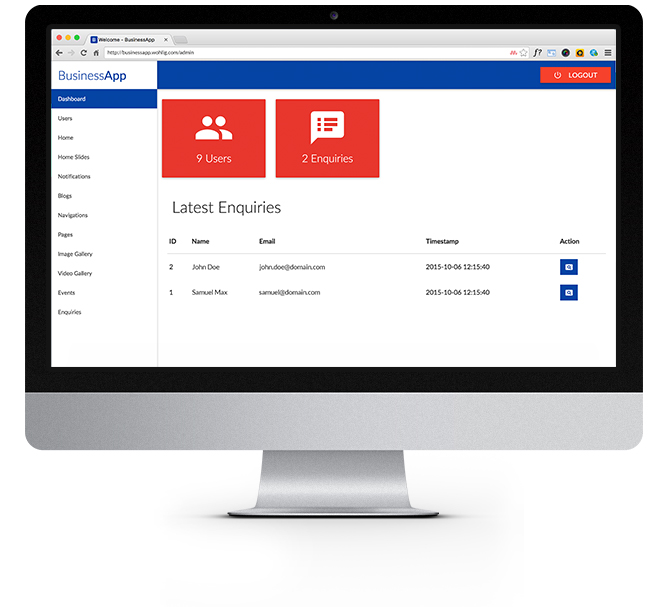 Welcome - BusinessApp
http://businessapp.wohlig.com/admin
f?
BusinessApp
LOGOUT
Dashboard
Users
Home
Home Slides
Notifications
Blogs
Navigations
Pages
Image Gallery
Video Gallery
Events
Enquiries
9 Users
2 Enquiries
Latest Enquiries
ID Name Email Timestamp Action
2 John Doe john.doe@domain.com 2015-10-06 12:15:40
1 Samuel Max samuel@domain.com 2015-10-06 12:15:40